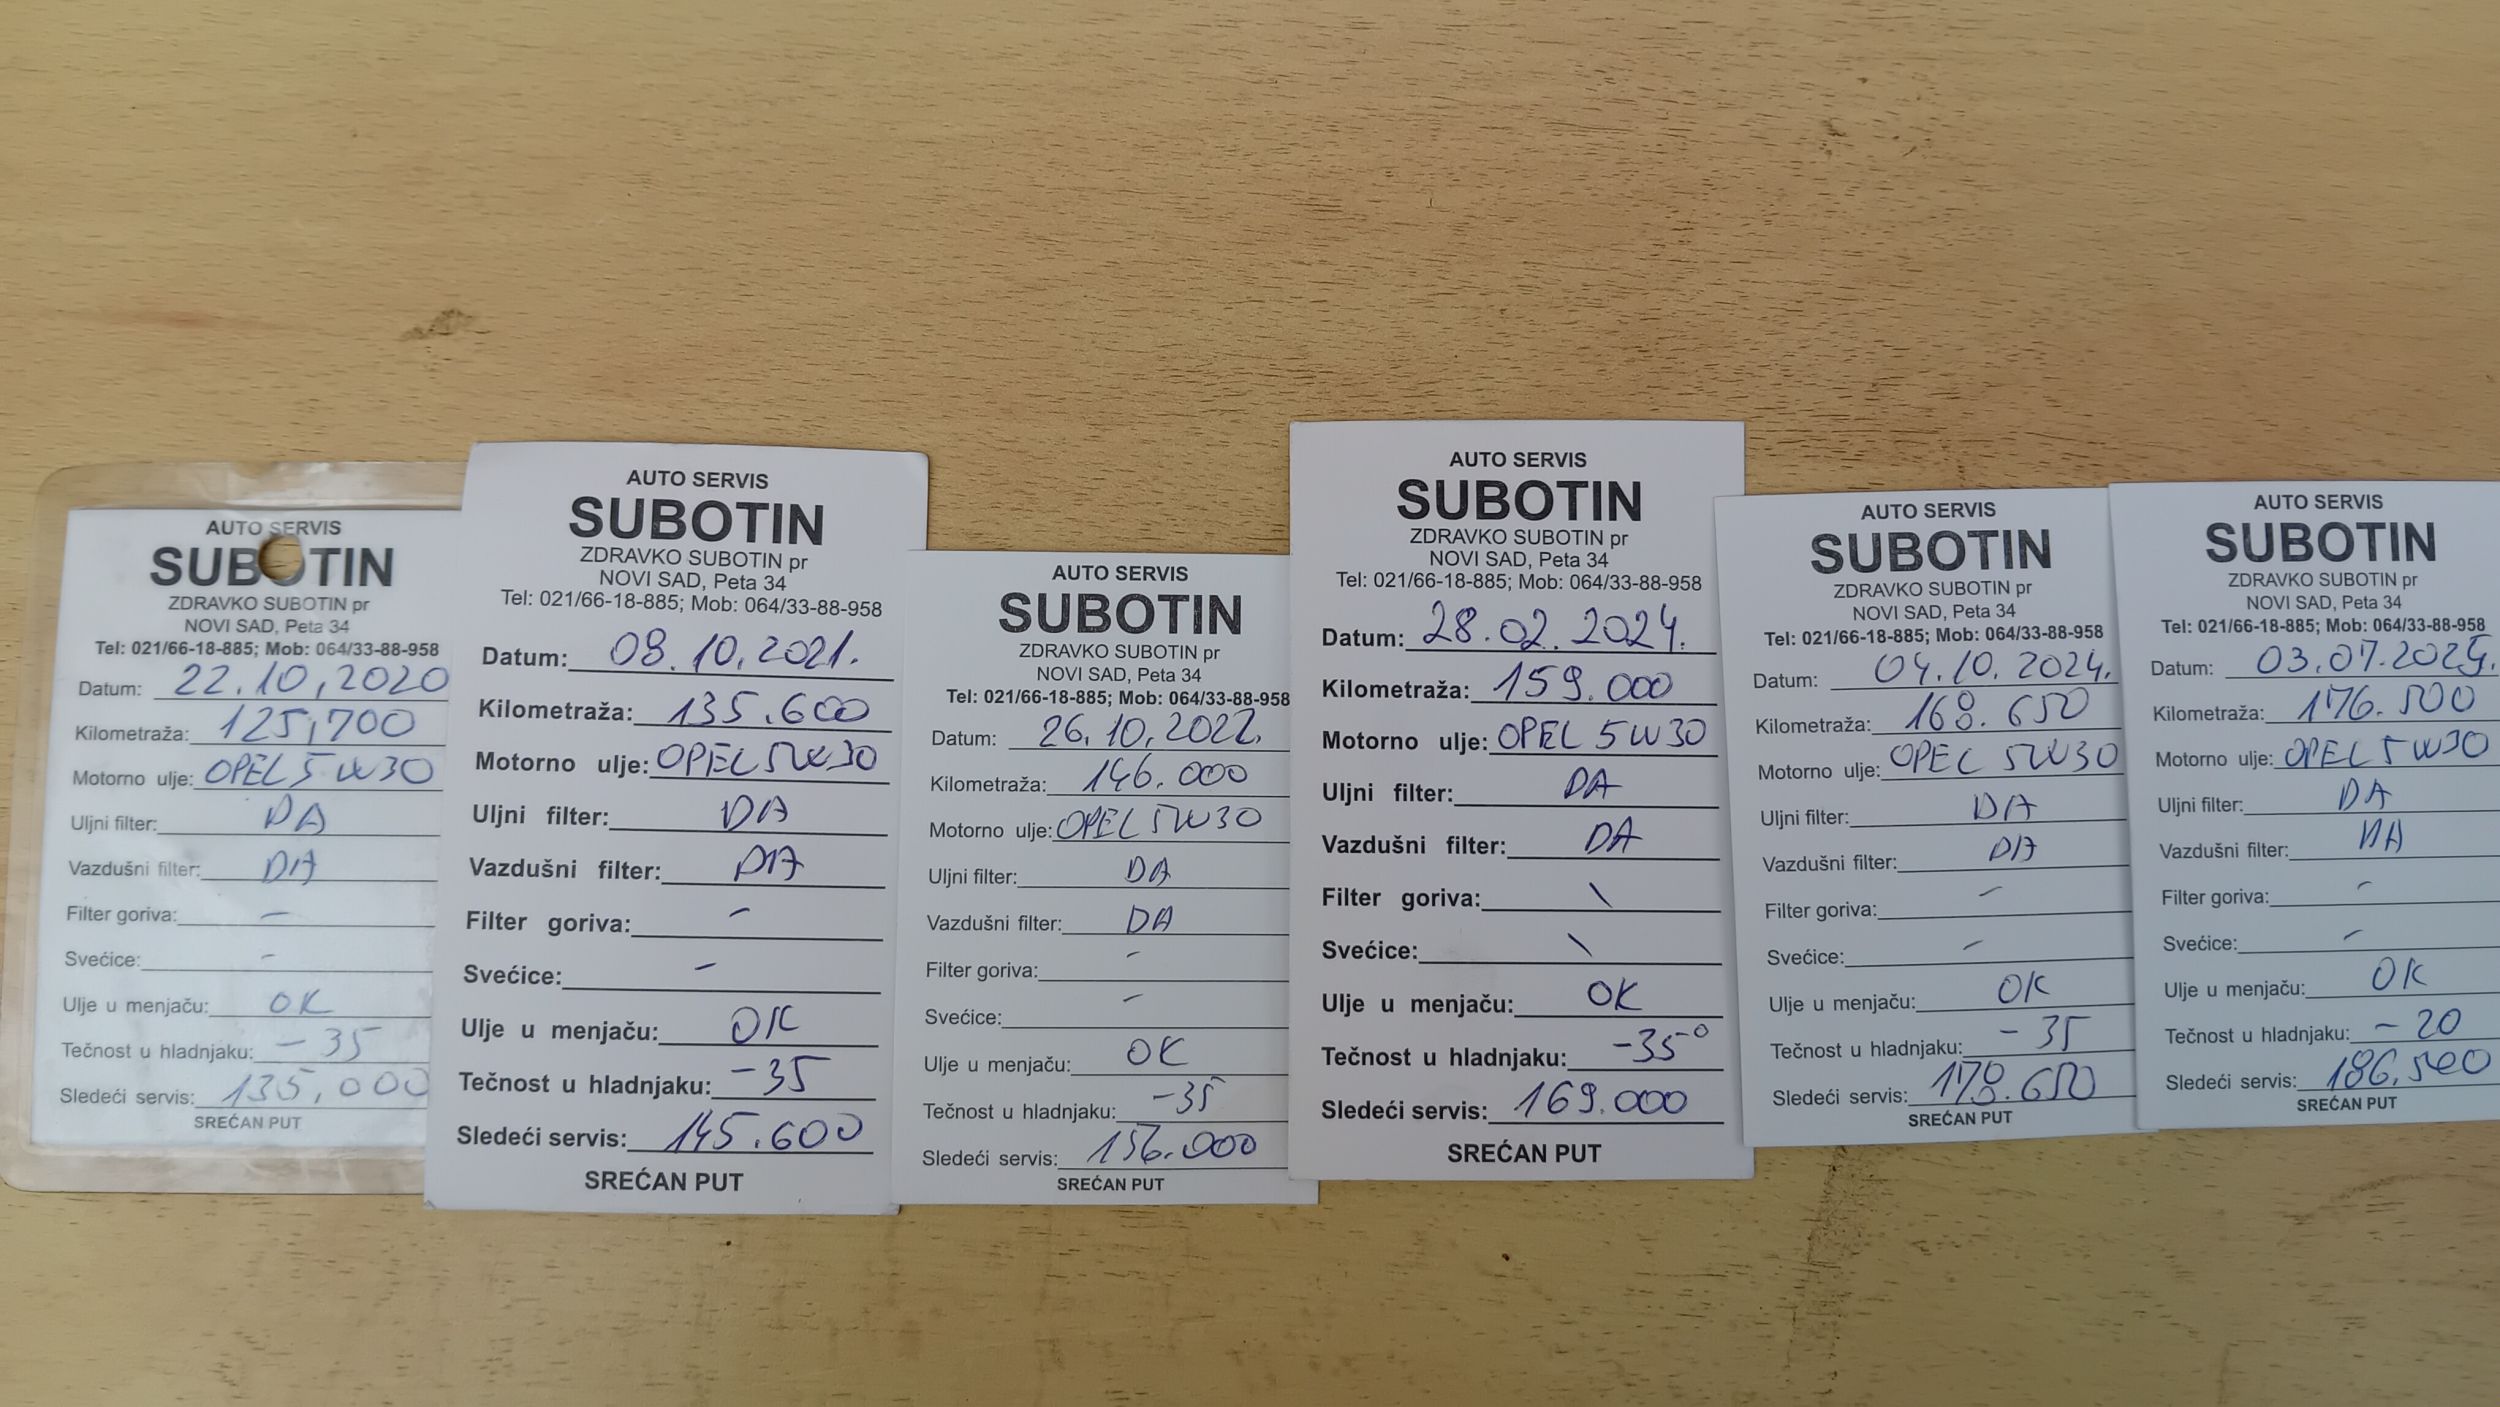 AUTO SERVIS
SUBOTIN
ZDRAVKO SUBOTIN pr
NOVI SAD, Peta 34
Tel: 021/66-18-885; Mob: 064/33-88-958
Datum: 22.10,2020
Kilometraža: 125,700
Motorno ulje: OPEL 5W30
Uljni filter: DA
Vazdušni filter: DA
Filter goriva: -
Svećice: -
Ulje u menjaču: OK
Tečnost u hladnjaku: -35
Sledeći servis: 135,000
SREĆAN PUT
AUTO SERVIS
SUBOTIN
ZDRAVKO SUBOTIN pr
NOVI SAD, Peta 34
Tel: 021/66-18-885; Mob: 064/33-88-958
Datum: 08.10.2021.
Kilometraža: 135.600
Motorno ulje: OPEL 5W30
Uljni filter: DA
Vazdušni filter: DA
Filter goriva: -
Svećice: -
Ulje u menjaču: OK
Tečnost u hladnjaku: -35
Sledeći servis: 145.600
SREĆAN PUT
AUTO SERVIS
SUBOTIN
ZDRAVKO SUBOTIN pr
NOVI SAD, Peta 34
Tel: 021/66-18-885; Mob: 064/33-88-958
Datum: 26.10.2022.
Kilometraža: 146.000
Motorno ulje: OPEL 5W30
Uljni filter: DA
Vazdušni filter: DA
Filter goriva: -
Svećice: -
Ulje u menjaču: OK
Tečnost u hladnjaku: -35
Sledeći servis: 156.000
SREĆAN PUT
AUTO SERVIS
SUBOTIN
ZDRAVKO SUBOTIN pr
NOVI SAD, Peta 34
Tel: 021/66-18-885; Mob: 064/33-88-958
Datum: 28.02.2024.
Kilometraža: 159.000
Motorno ulje: OPEL 5W30
Uljni filter: DA
Vazdušni filter: DA
Filter goriva: \
Svećice: \
Ulje u menjaču: OK
Tečnost u hladnjaku: -35°
Sledeći servis: 169.000
SREĆAN PUT
AUTO SERVIS
SUBOTIN
ZDRAVKO SUBOTIN pr
NOVI SAD, Peta 34
Tel: 021/66-18-885; Mob: 064/33-88-958
Datum: 04.10.2024.
Kilometraža: 168.650
Motorno ulje: OPEL 5W30
Uljni filter: DA
Vazdušni filter: DA
Filter goriva: -
Svećice: -
Ulje u menjaču: OK
Tečnost u hladnjaku: -35
Sledeći servis: 178.650
SREĆAN PUT
AUTO SERVIS
SUBOTIN
ZDRAVKO SUBOTIN pr
NOVI SAD, Peta 34
Tel: 021/66-18-885; Mob: 064/33-88-958
Datum: 03.07.2025.
Kilometraža: 176.500
Motorno ulje: OPEL 5W30
Uljni filter: DA
Vazdušni filter: DA
Filter goriva: -
Svećice: -
Ulje u menjaču: OK
Tečnost u hladnjaku: -20
Sledeći servis: 186.500
SREĆAN PUT